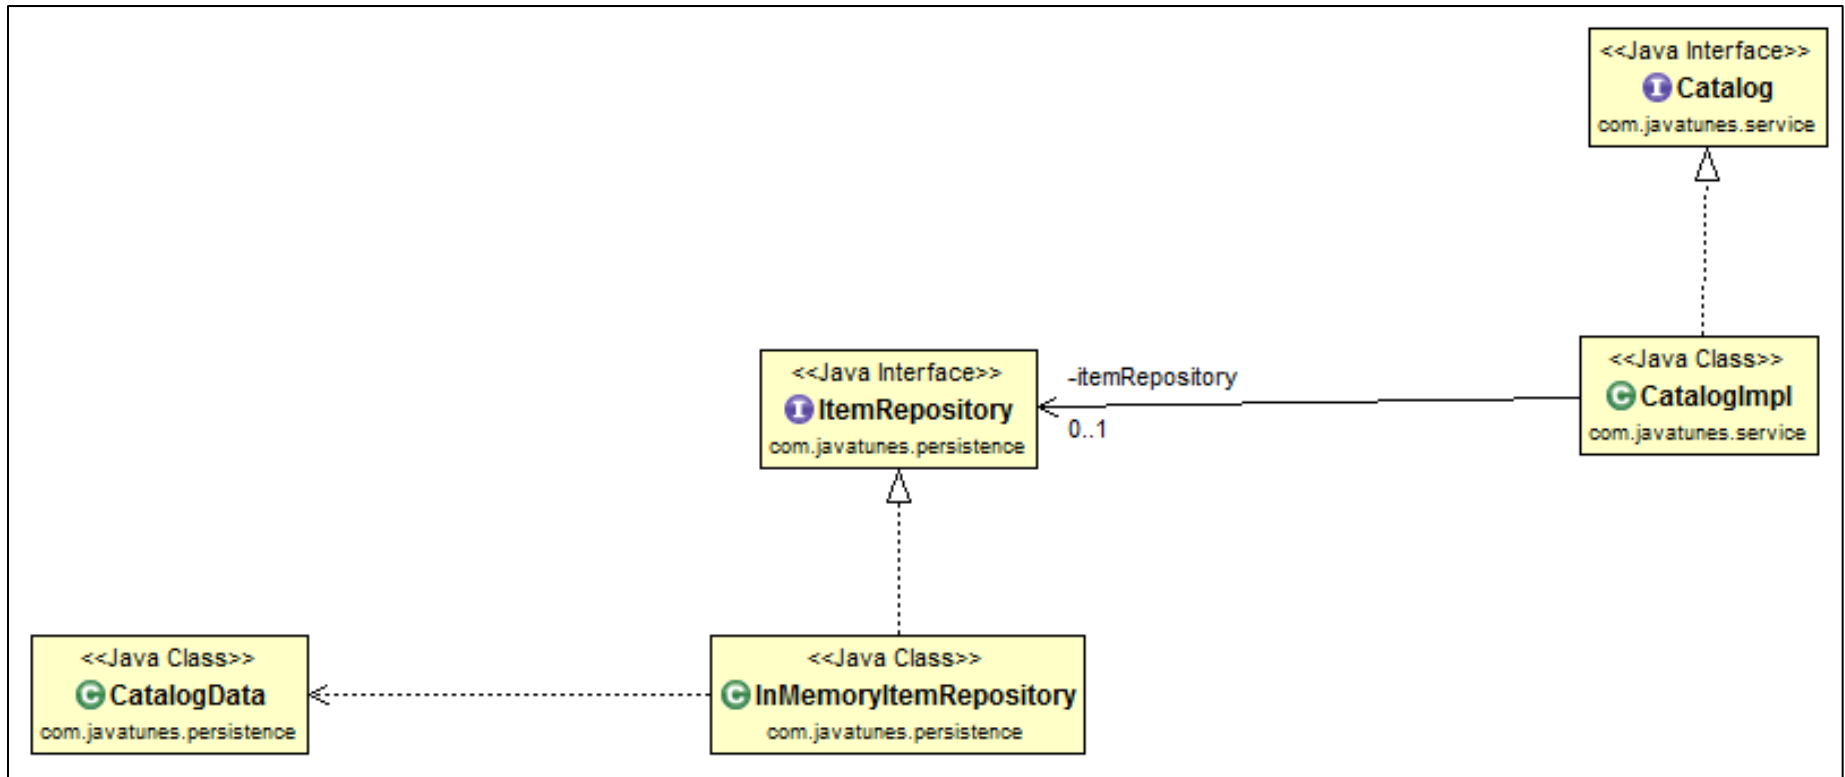 <<Java Interface>>
I Catalog
com.javatunes.service
<<Java Interface>>
I ItemRepository
com.javatunes.persistence
-itemRepository
0..1
<<Java Class>>
C CatalogImpl
com.javatunes.service
<<Java Class>>
C CatalogData
com.javatunes.persistence
<<Java Class>>
C InMemoryItemRepository
com.javatunes.persistence